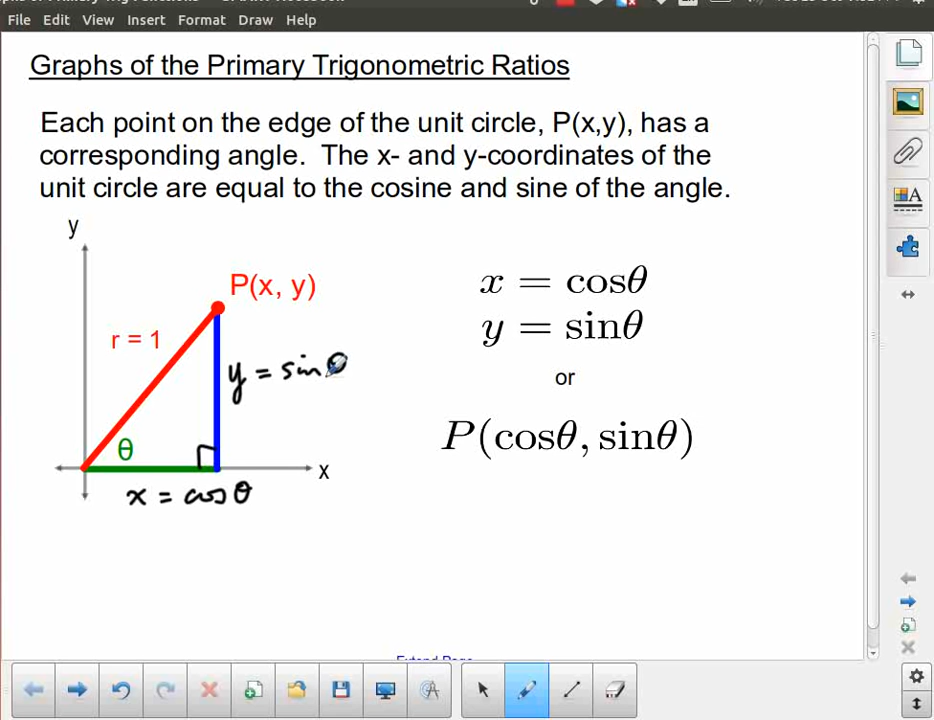 File Edit View Insert Format Draw Help
Graphs of the Primary Trigonometric Ratios
Each point on the edge of the unit circle, P(x,y), has a
corresponding angle. The x- and y-coordinates of the
unit circle are equal to the cosine and sine of the angle.
y
P(x, y)
r = 1
y = sinθ
θ
x
x = cosθ
x = cosθ
y = sinθ
or
P(cosθ, sinθ)
Extend Page